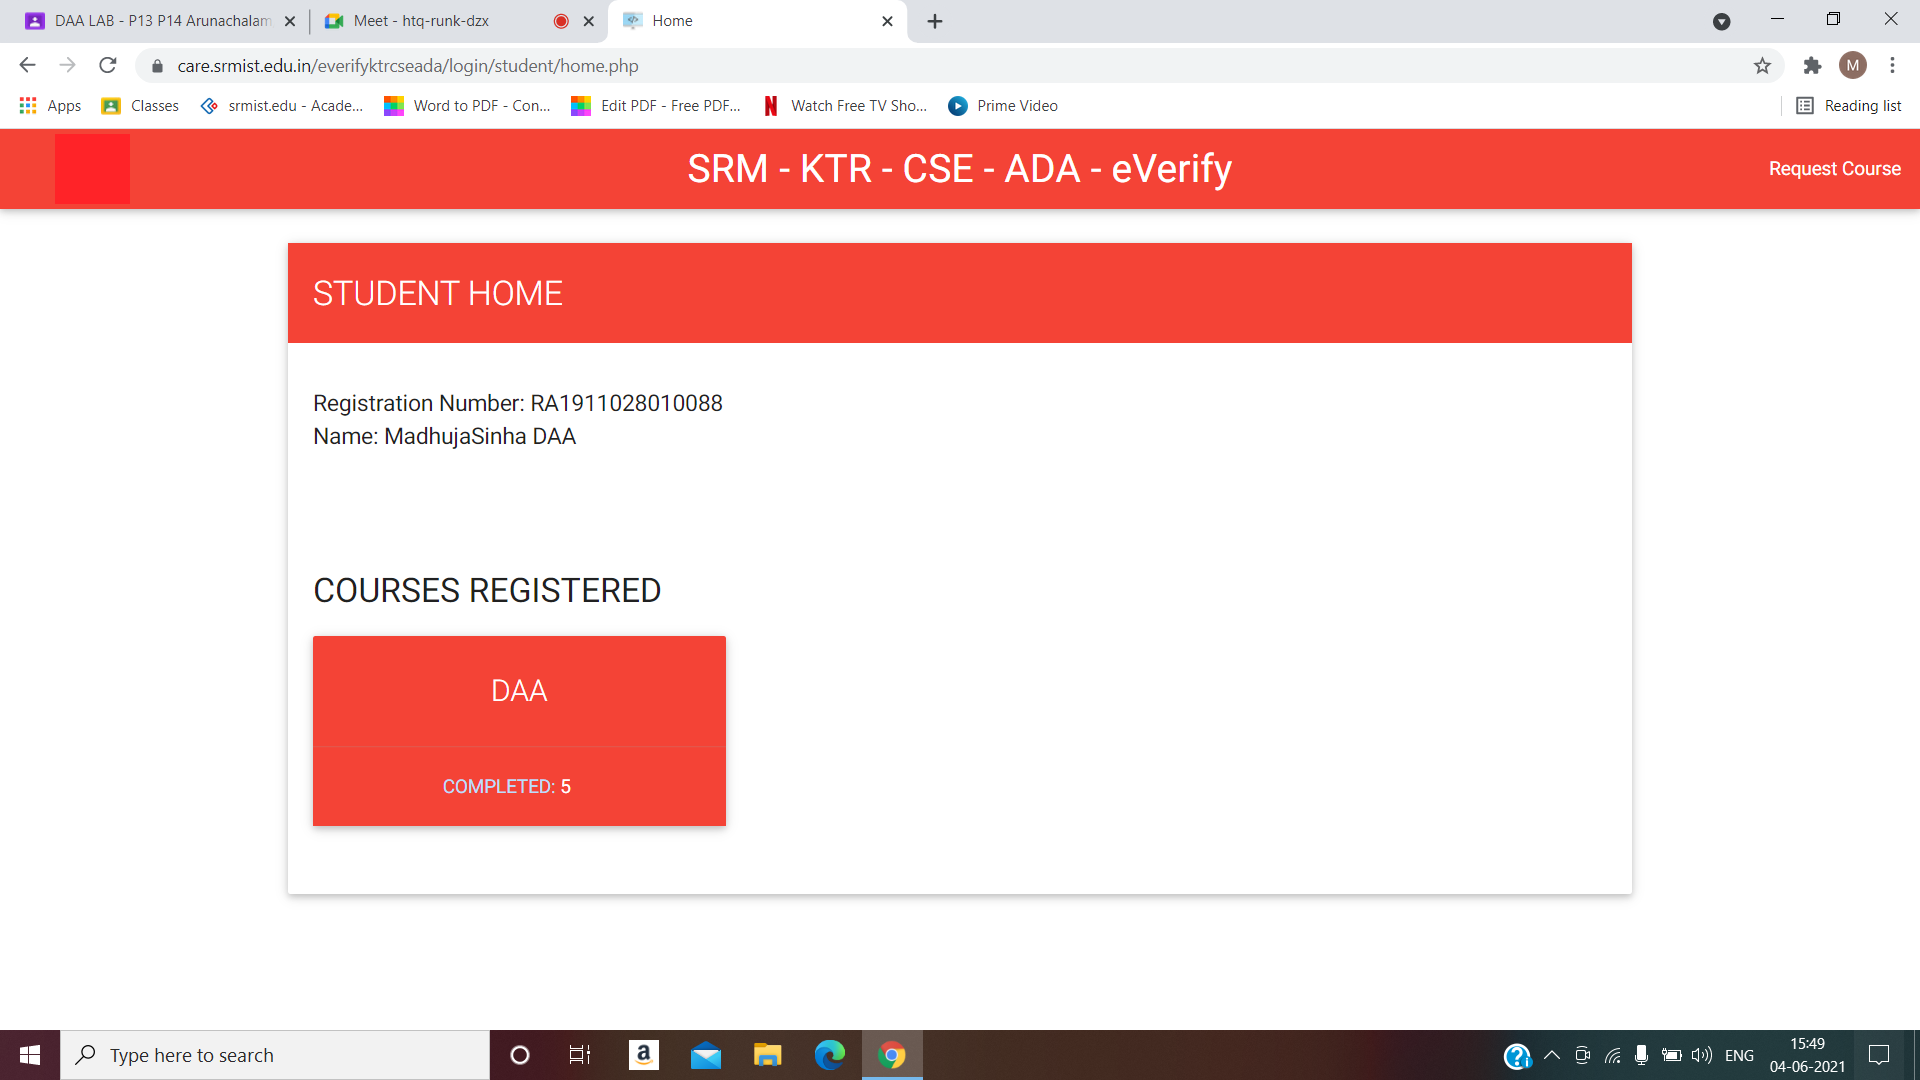 DAA LAB - P13 P14 Arunachalam
Meet - htq-runk-dzx
Home
care.srmist.edu.in/everifyktrcseada/login/student/home.php
M
Apps
Classes
srmist.edu - Acade...
Word to PDF - Con...
Edit PDF - Free PDF...
Watch Free TV Sho...
Prime Video
Reading list
SRM - KTR - CSE - ADA - eVerify
Request Course
STUDENT HOME
Registration Number: RA1911028010088
Name: MadhujaSinha DAA
COURSES REGISTERED
DAA
COMPLETED: 5
Type here to search
ENG
15:49
04-06-2021